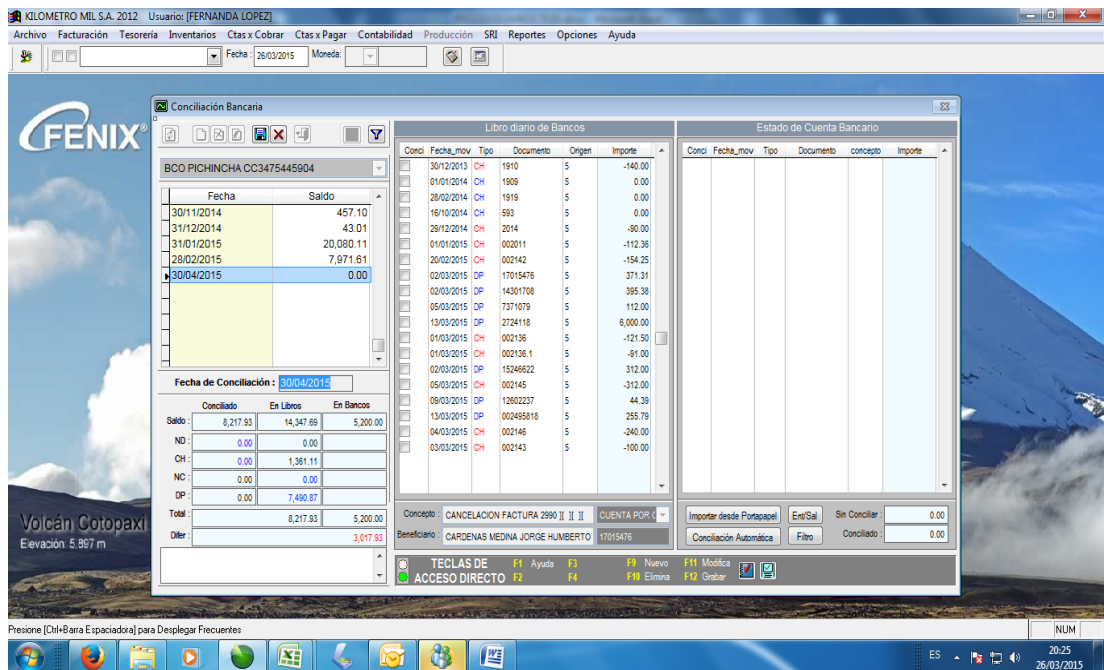 KILOMETRO MIL S.A. 2012 Usuario: [FERNANDA LOPEZ]
Archivo Facturación Tesorería Inventarios Ctas x Cobrar Ctas x Pagar Contabilidad Producción SRI Reportes Opciones Ayuda
Fecha : 26/03/2015 Moneda:
FENIX®
Conciliación Bancaria
BCO PICHINCHA CC3475445904
Fecha Saldo
30/11/2014 457.10
31/12/2014 43.01
31/01/2015 20,080.11
28/02/2015 7,971.61
30/04/2015 0.00
Fecha de Conciliación : 30/04/2015
Conciliado En Libros En Bancos
Saldo : 8,217.93 14,347.69 5,200.00
ND : 0.00 0.00
CH : 0.00 1,361.11
NC : 0.00 0.00
DP : 0.00 7,490.87
Total : 8,217.93 5,200.00
Difer : 3,017.93
Libro diario de Bancos
Conci Fecha_mov Tipo Documento Origen Importe
30/12/2013 CH 1910 5 -140.00
01/01/2014 CH 1909 5 0.00
28/02/2014 CH 1919 5 0.00
16/10/2014 CH 593 5 0.00
29/12/2014 CH 2014 5 -90.00
01/01/2015 CH 002011 5 -112.36
20/02/2015 CH 002142 5 -154.25
02/03/2015 DP 17015476 5 371.31
02/03/2015 DP 14301708 5 395.38
05/03/2015 DP 7371079 5 112.00
13/03/2015 DP 2724118 5 6,000.00
01/03/2015 CH 002136 5 -121.50
01/03/2015 CH 002136.1 5 -91.00
02/03/2015 DP 15246622 5 312.00
05/03/2015 CH 002145 5 -312.00
09/03/2015 DP 12602237 5 44.39
13/03/2015 DP 002495818 5 255.79
04/03/2015 CH 002146 5 -240.00
03/03/2015 CH 002143 5 -100.00
Concepto : CANCELACION FACTURA 2990 ][ ][ ][ CUENTA POR
Beneficiario : CARDENAS MEDINA JORGE HUMBERTO 17015476
Estado de Cuenta Bancario
Conci Fecha_mov Tipo Documento concepto Importe
Importar desde Portapapel Ent/Sal Sin Conciliar : 0.00
Conciliación Automática Filtro Conciliado : 0.00
TECLAS DE ACCESO DIRECTO
F1 Ayuda F3 F9 Nuevo F11 Modifica
F2 F4 F10 Elimina F12 Grabar
Volcán Cotopaxi
Elevación: 5.897 m
Presione [Ctrl+Barra Espaciadora] para Desplegar Frecuentes
NUM
ES
20:25
26/03/2015